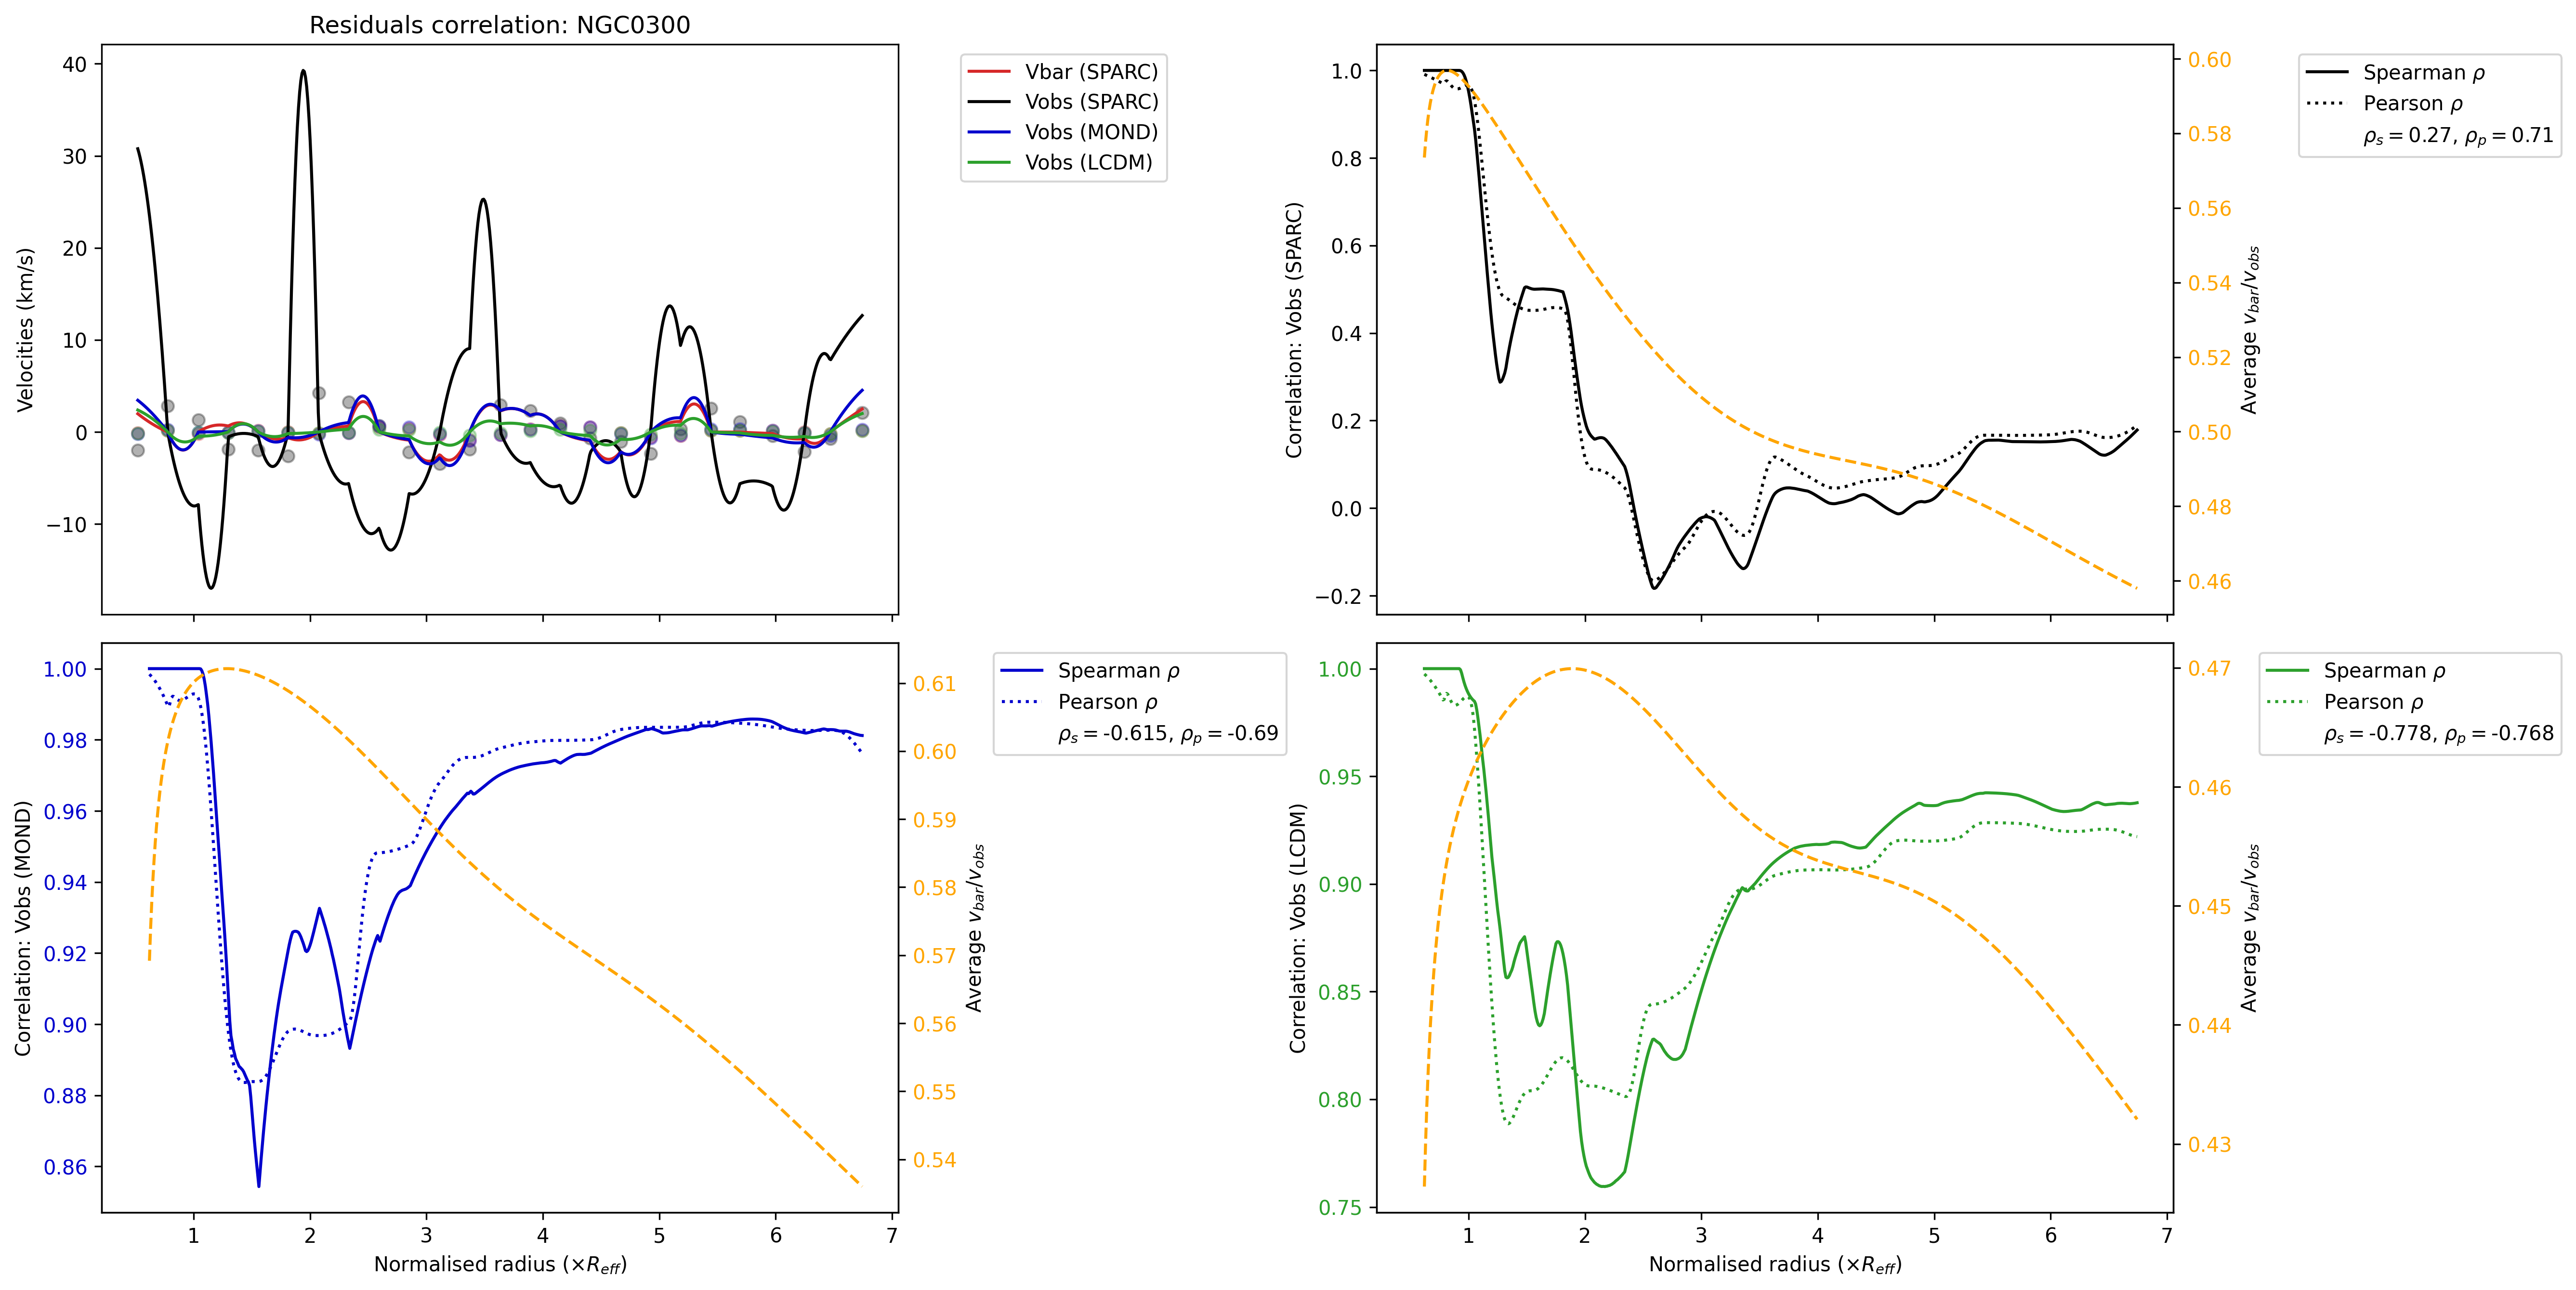 Residuals correlation: NGC0300
Velocities (km/s)
40
30
20
10
0
−10
Vbar (SPARC)
Vobs (SPARC)
Vobs (MOND)
Vobs (LCDM)
Correlation: Vobs (SPARC)
1.0
0.8
0.6
0.4
0.2
0.0
−0.2
0.60
0.58
0.56
0.54
0.52
0.50
0.48
0.46
Average v_bar/v_obs
Spearman ρ
Pearson ρ
ρ_s = 0.27, ρ_p = 0.71
Correlation: Vobs (MOND)
1.00
0.98
0.96
0.94
0.92
0.90
0.88
0.86
0.61
0.60
0.59
0.58
0.57
0.56
0.55
0.54
Average v_bar/v_obs
1 2 3 4 5 6 7
Normalised radius (×R_eff)
Spearman ρ
Pearson ρ
ρ_s = -0.615, ρ_p = -0.69
Correlation: Vobs (LCDM)
1.00
0.95
0.90
0.85
0.80
0.75
0.47
0.46
0.45
0.44
0.43
Average v_bar/v_obs
1 2 3 4 5 6 7
Normalised radius (×R_eff)
Spearman ρ
Pearson ρ
ρ_s = -0.778, ρ_p = -0.768